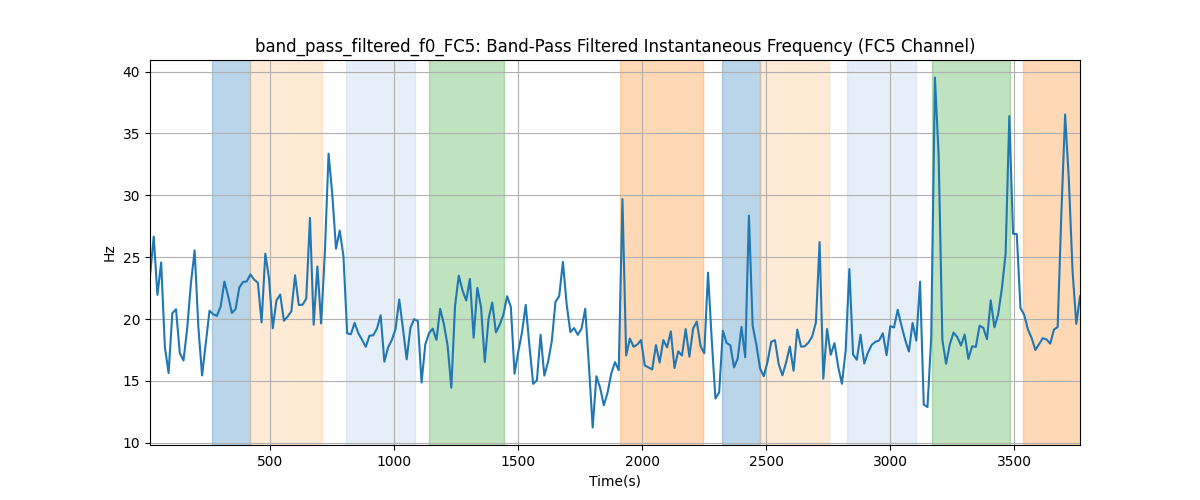 band_pass_filtered_f0_FC5: Band-Pass Filtered Instantaneous Frequency (FC5 Channel)
40
35
30
25
20
15
10
Hz
500 1000 1500 2000 2500 3000 3500
Time(s)